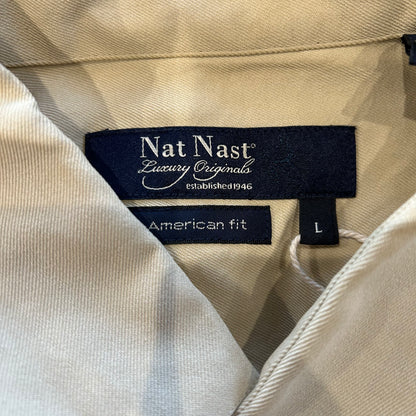 Nat Nast®
Luxury Originals
established 1946
American fit
L